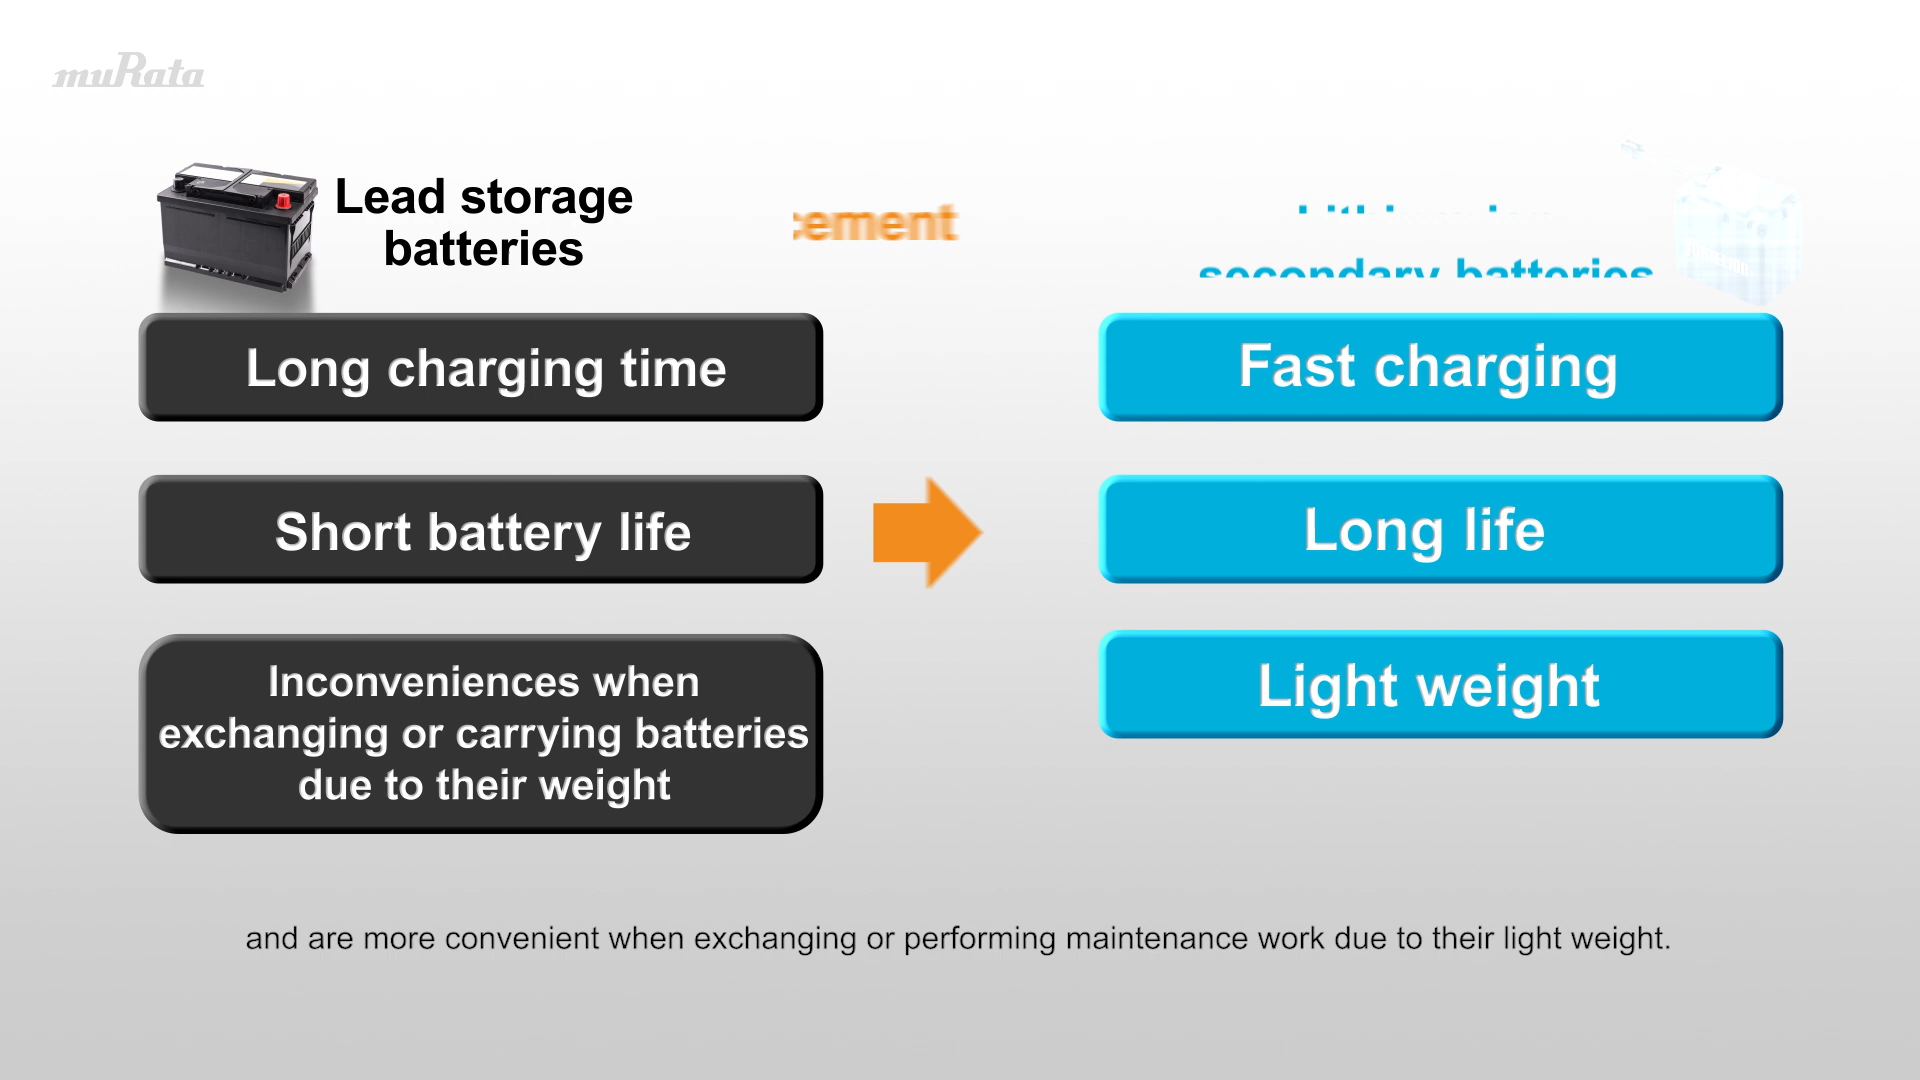 muRata
Lead storage
batteries
secondary batteries
Long charging time
Fast charging
Short battery life
Long life
Inconveniences when
exchanging or carrying batteries
due to their weight
Light weight
and are more convenient when exchanging or performing maintenance work due to their light weight.